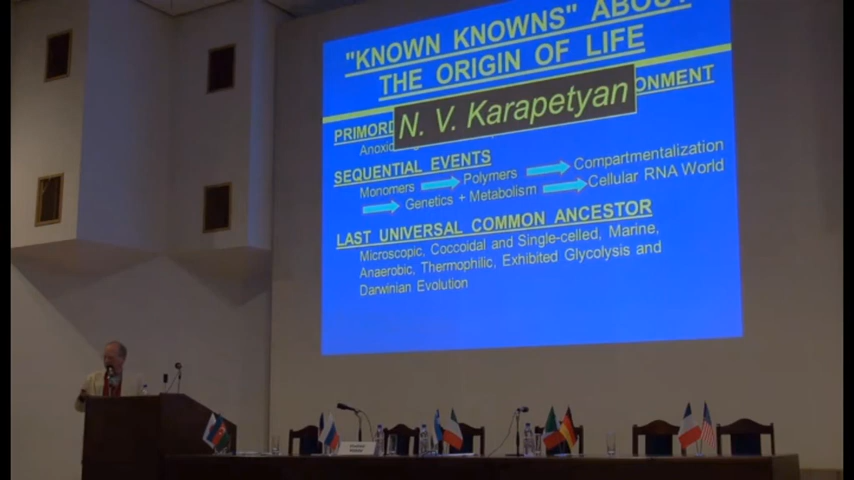 "KNOWN KNOWNS" ABOUT
THE ORIGIN OF LIFE
N. V. Karapetyan
PRIMORD ONMENT
Anoxic
SEQUENTIAL EVENTS
Monomers Polymers Compartmentalization
Genetics + Metabolism Cellular RNA World
LAST UNIVERSAL COMMON ANCESTOR
Microscopic, Coccoidal and Single-celled, Marine,
Anaerobic, Thermophilic, Exhibited Glycolysis and
Darwinian Evolution